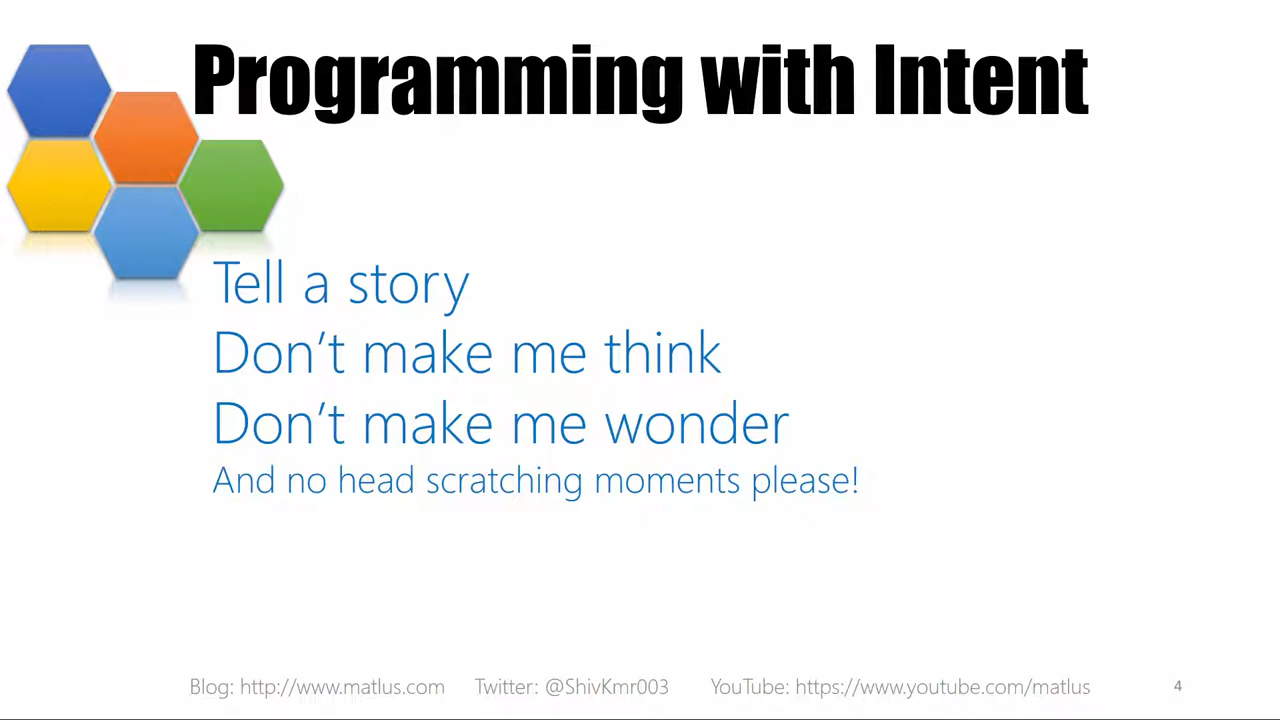 Programming with Intent
Tell a story
Don’t make me think
Don’t make me wonder
And no head scratching moments please!
Blog: http://www.matlus.com Twitter: @ShivKmr003 YouTube: https://www.youtube.com/matlus 4